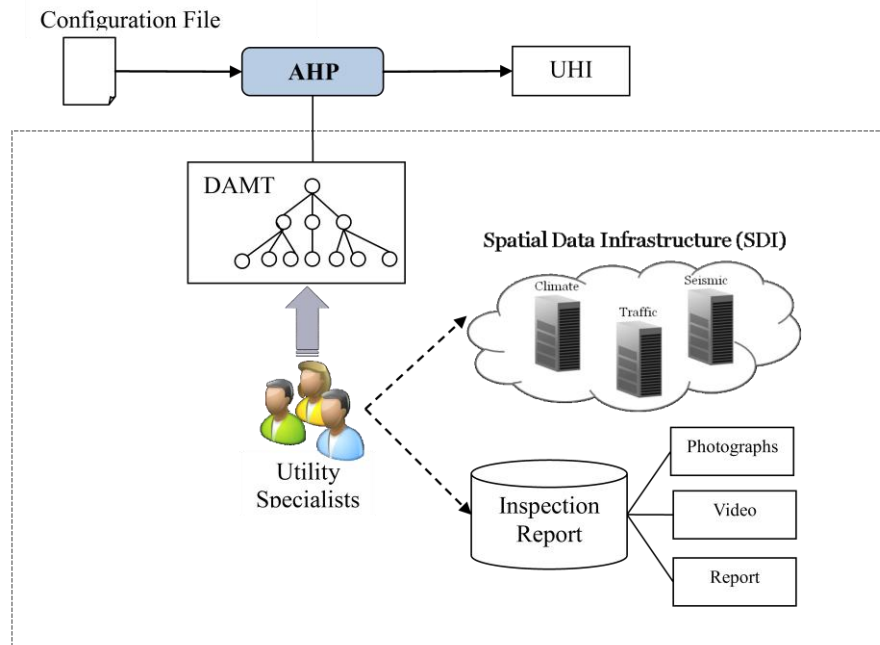 Configuration File
AHP
UHI
DAMT
Spatial Data Infrastructure (SDI)
Climate
Seismic
Traffic
Utility
Specialists
Inspection
Report
Photographs
Video
Report